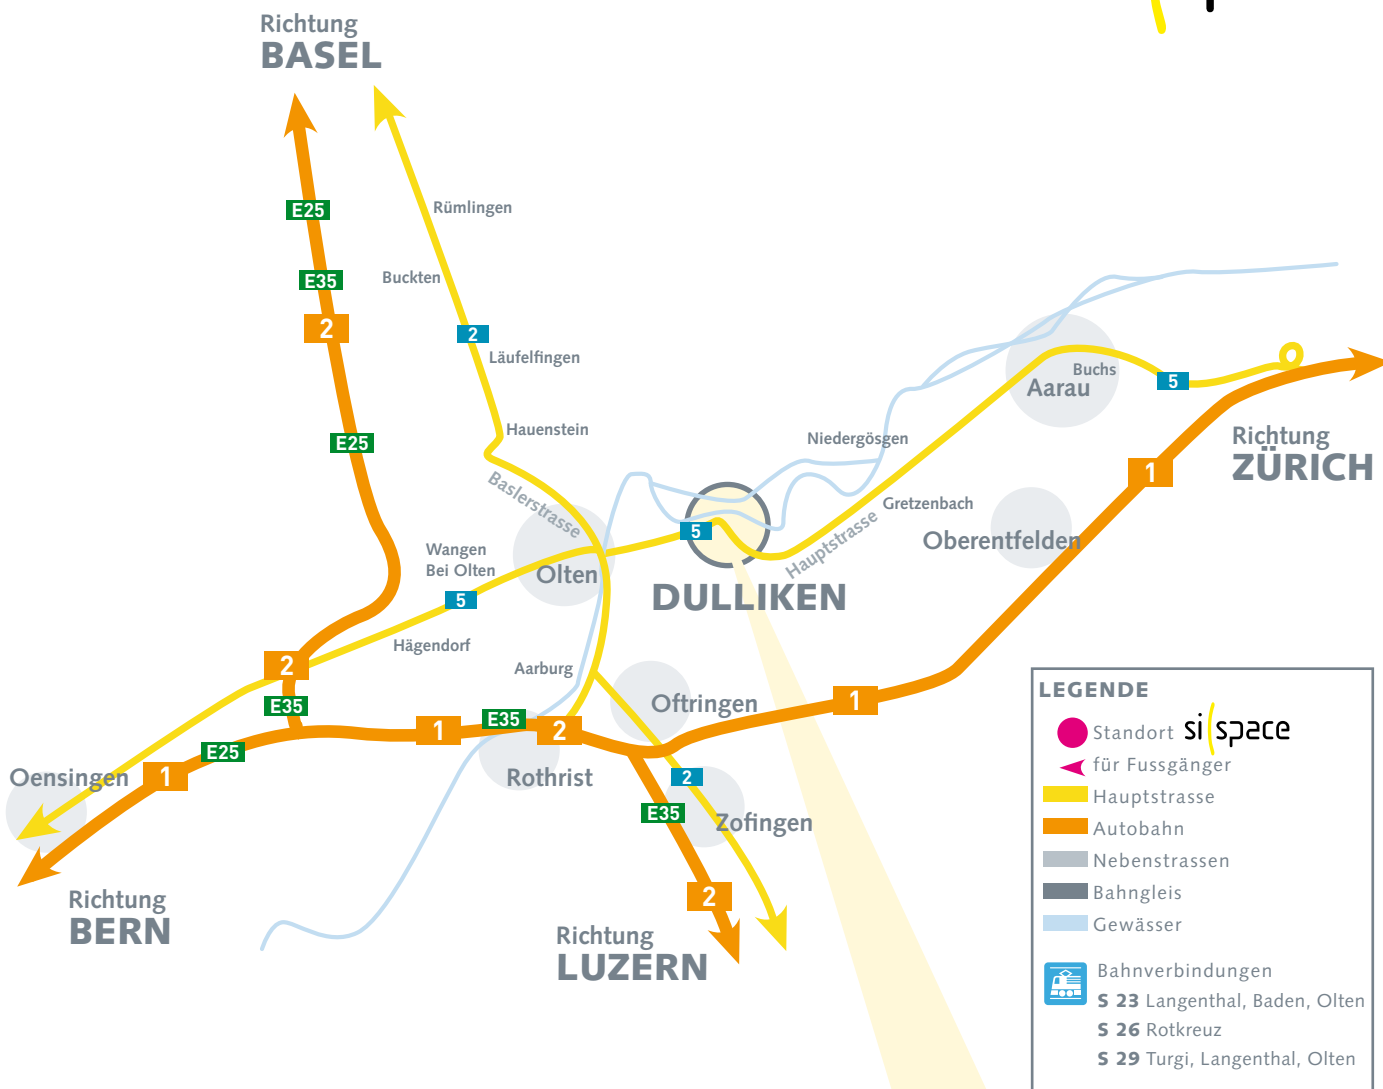 Richtung
BASEL
E25
Rümlingen
E35
Buckten
2
2
Läufelfingen
Buchs
5
Aarau
E25
Hauenstein
Niedergösgen
Richtung
ZÜRICH
1
Baslerstrasse
Gretzenbach
5
Hauptstrasse
Oberentfelden
Wangen
Bei Olten
Olten
DULLIKEN
5
Hägendorf
2
Aarburg
E35
Oftringen
1
E35
1
2
E25
Oensingen
1
Rothrist
2
E35
Zofingen
2
Richtung
BERN
Richtung
LUZERN
LEGENDE
Standort si(space
für Fussgänger
Hauptstrasse
Autobahn
Nebenstrassen
Bahngleis
Gewässer
Bahnverbindungen
S 23 Langenthal, Baden, Olten
S 26 Rotkreuz
S 29 Turgi, Langenthal, Olten